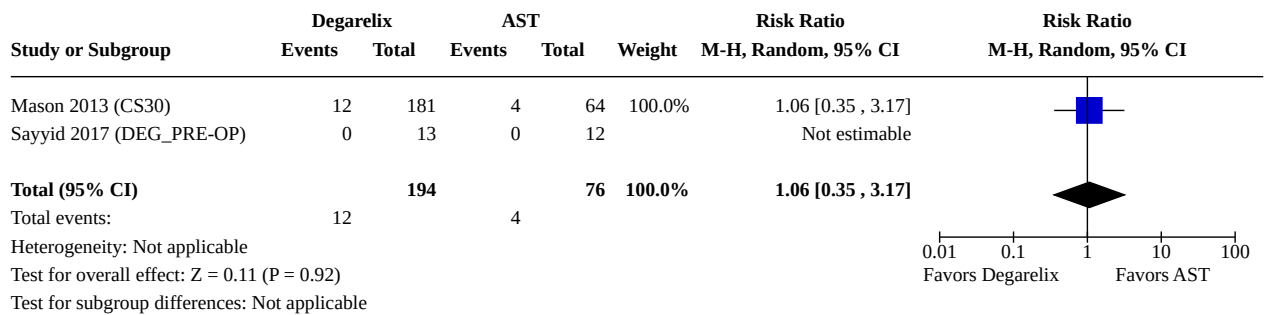 Degarelix AST Risk Ratio Risk Ratio
Study or Subgroup Events Total Events Total Weight M-H, Random, 95% CI M-H, Random, 95% CI
Mason 2013 (CS30) 12 181 4 64 100.0% 1.06 [0.35 , 3.17]
Sayyid 2017 (DEG_PRE-OP) 0 13 0 12 Not estimable
Total (95% CI) 194 76 100.0% 1.06 [0.35 , 3.17]
Total events: 12 4
Heterogeneity: Not applicable
0.01 0.1 1 10 100
Test for overall effect: Z = 0.11 (P = 0.92) Favors Degarelix Favors AST
Test for subgroup differences: Not applicable